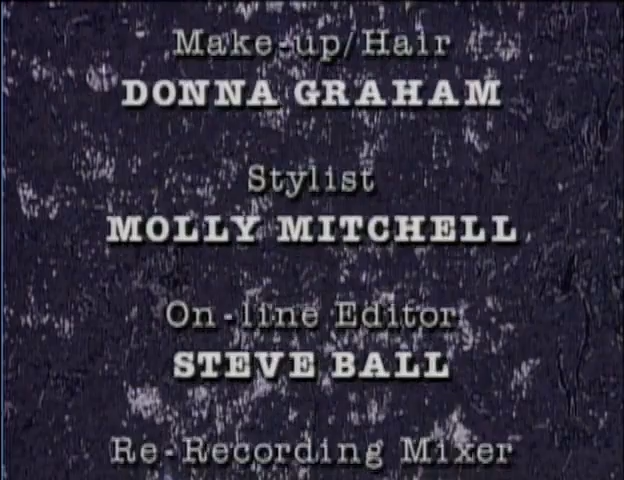 Make-up/Hair
DONNA GRAHAM
Stylist
MOLLY MITCHELL
On-line Editor
STEVE BALL
Re-Recording Mixer